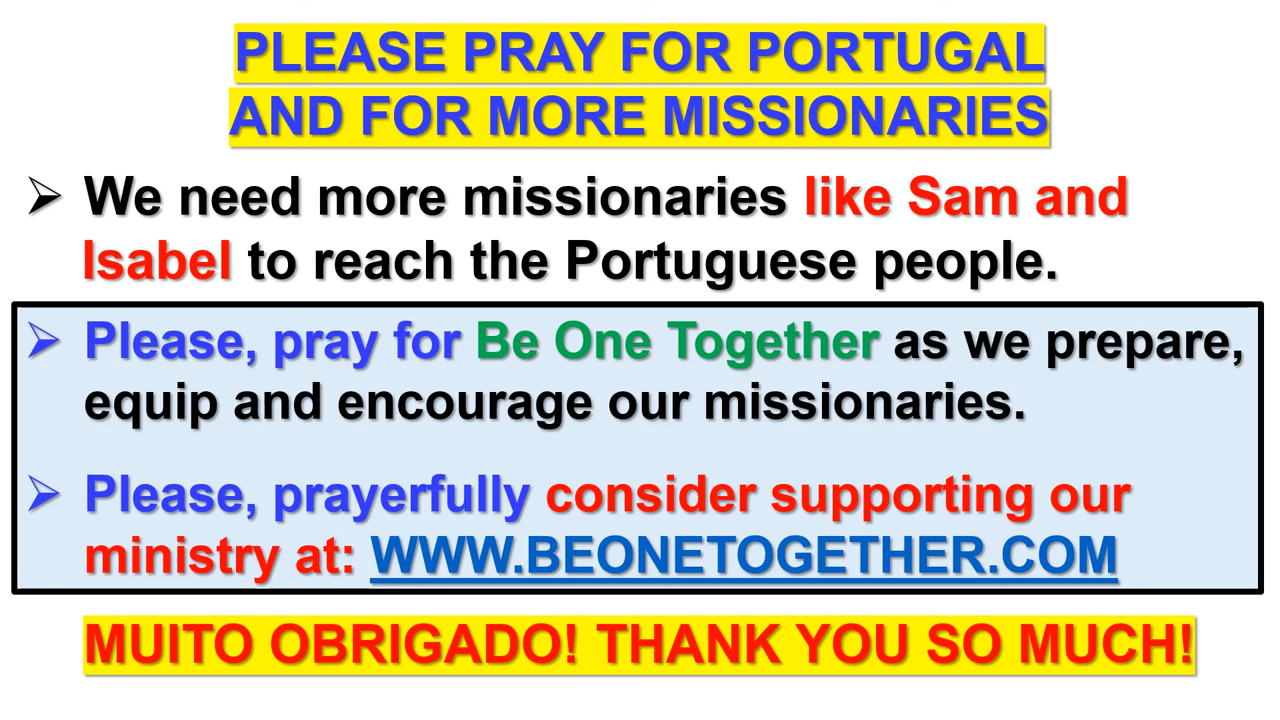 PLEASE PRAY FOR PORTUGAL
AND FOR MORE MISSIONARIES
➢ We need more missionaries like Sam and
Isabel to reach the Portuguese people.
➢ Please, pray for Be One Together as we prepare,
equip and encourage our missionaries.
➢ Please, prayerfully consider supporting our
ministry at: WWW.BEONETOGETHER.COM
MUITO OBRIGADO! THANK YOU SO MUCH!